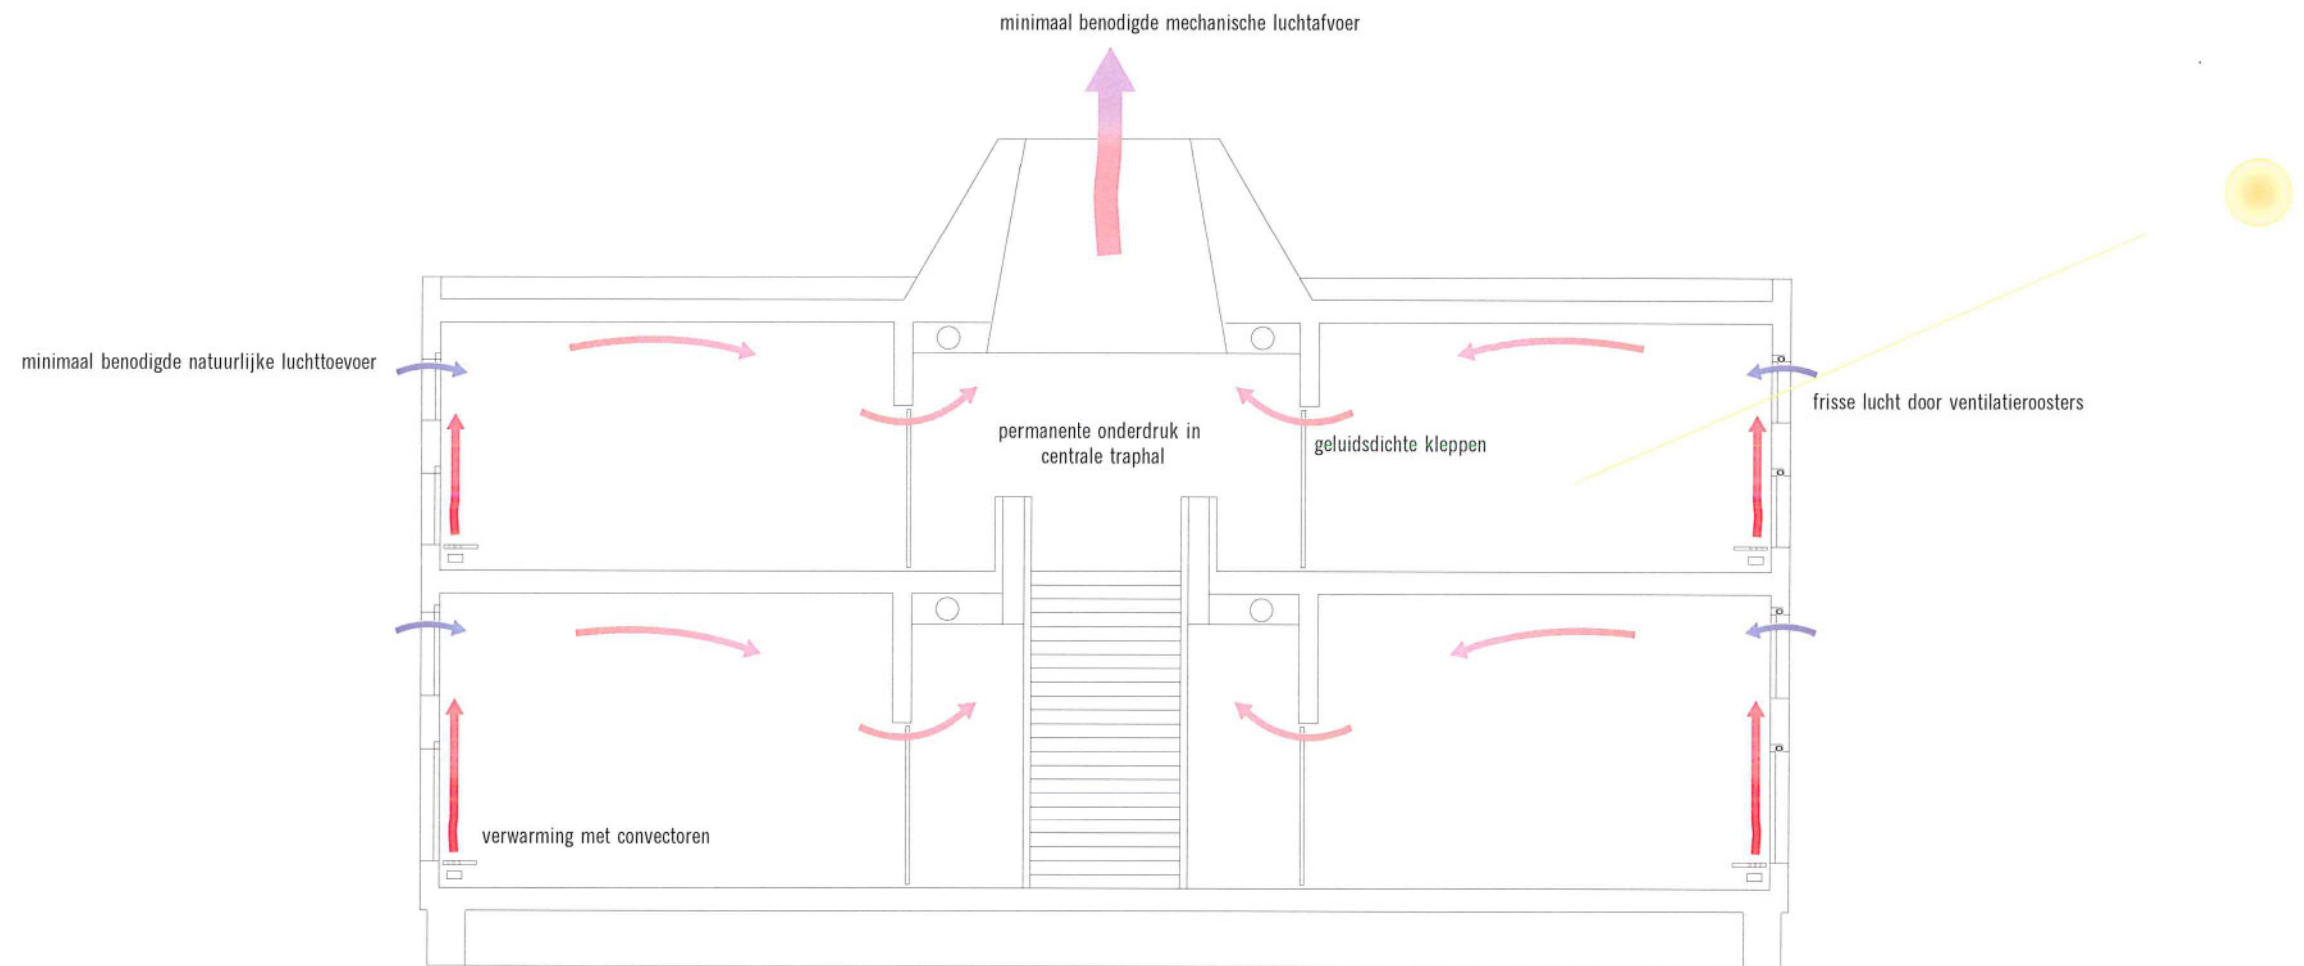 minimaal benodigde mechanische luchtafvoer
minimaal benodigde natuurlijke luchttoevoer
frisse lucht door ventilatieroosters
permanente onderdruk in
centrale traphal
geluidsdichte kleppen
verwarming met convectoren